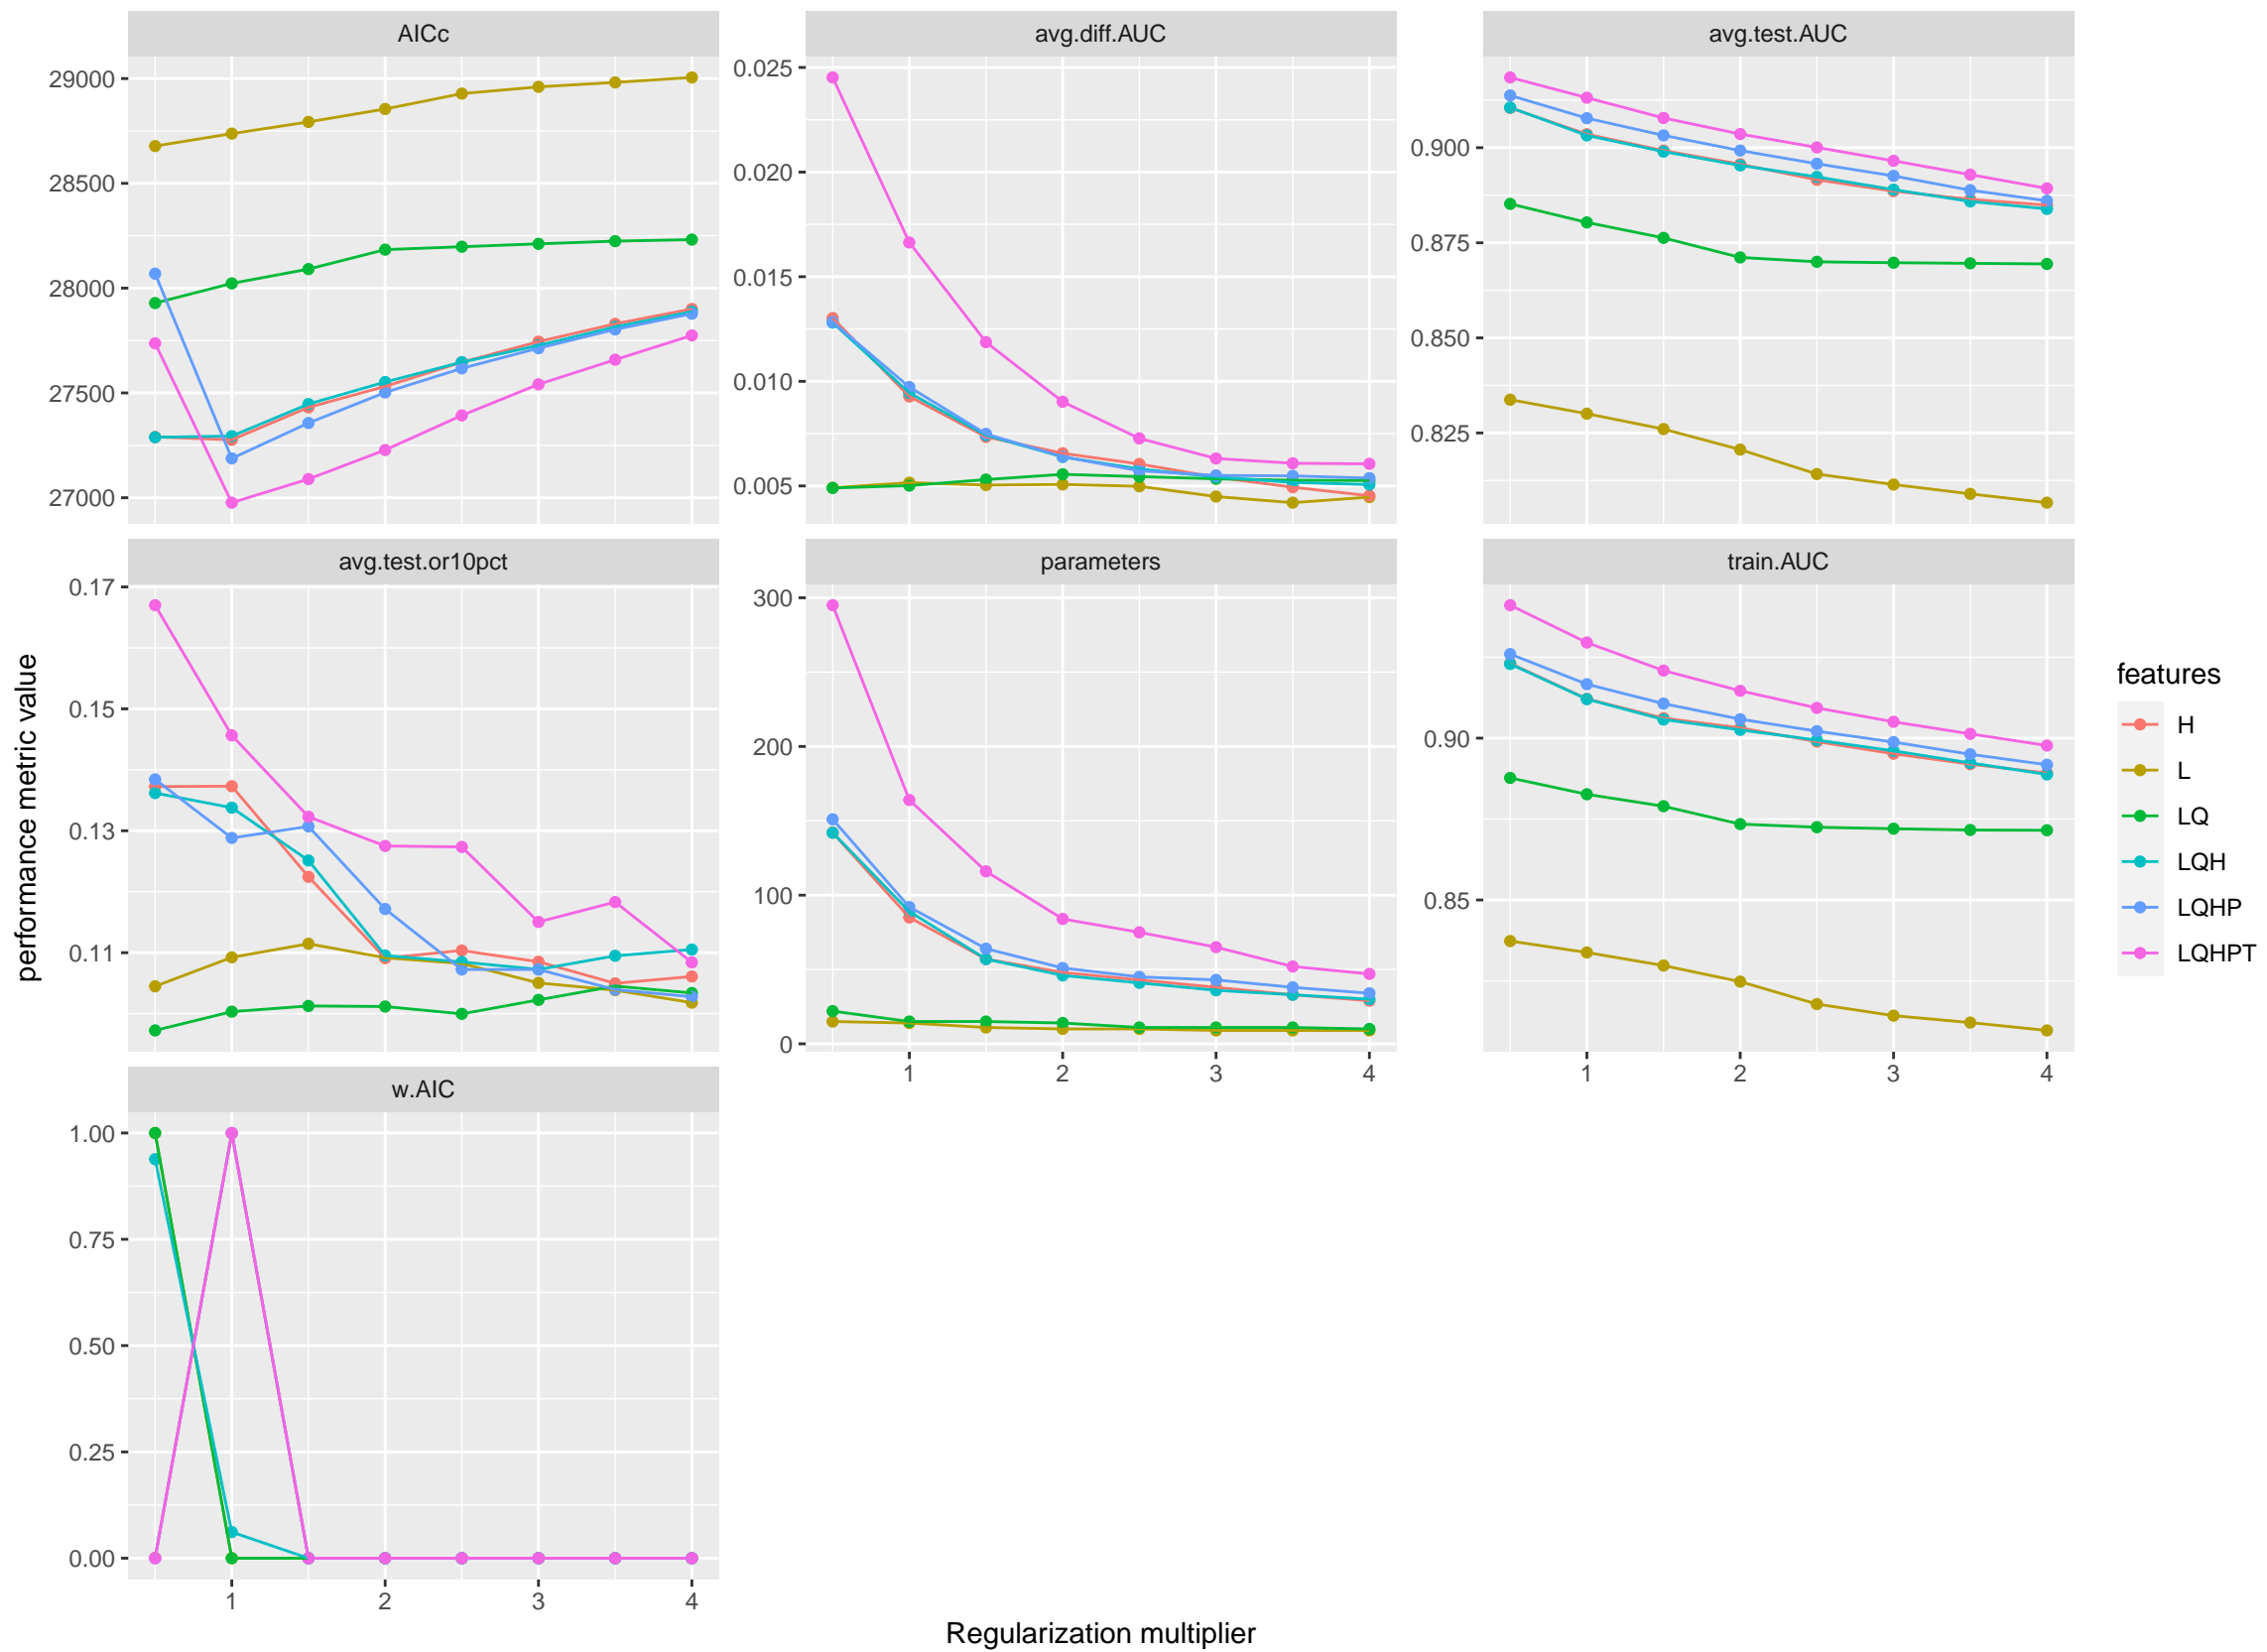 AICc
avg.diff.AUC
avg.test.AUC
29000
28500
28000
27500
27000
0.025
0.020
0.015
0.010
0.005
0.900
0.875
0.850
0.825
avg.test.or10pct
parameters
train.AUC
0.17
0.15
0.13
0.11
300
200
100
0
1 2 3 4
0.90
0.85
1 2 3 4
w.AIC
1.00
0.75
0.50
0.25
0.00
1 2 3 4
performance metric value
Regularization multiplier
features
H
L
LQ
LQH
LQHP
LQHPT